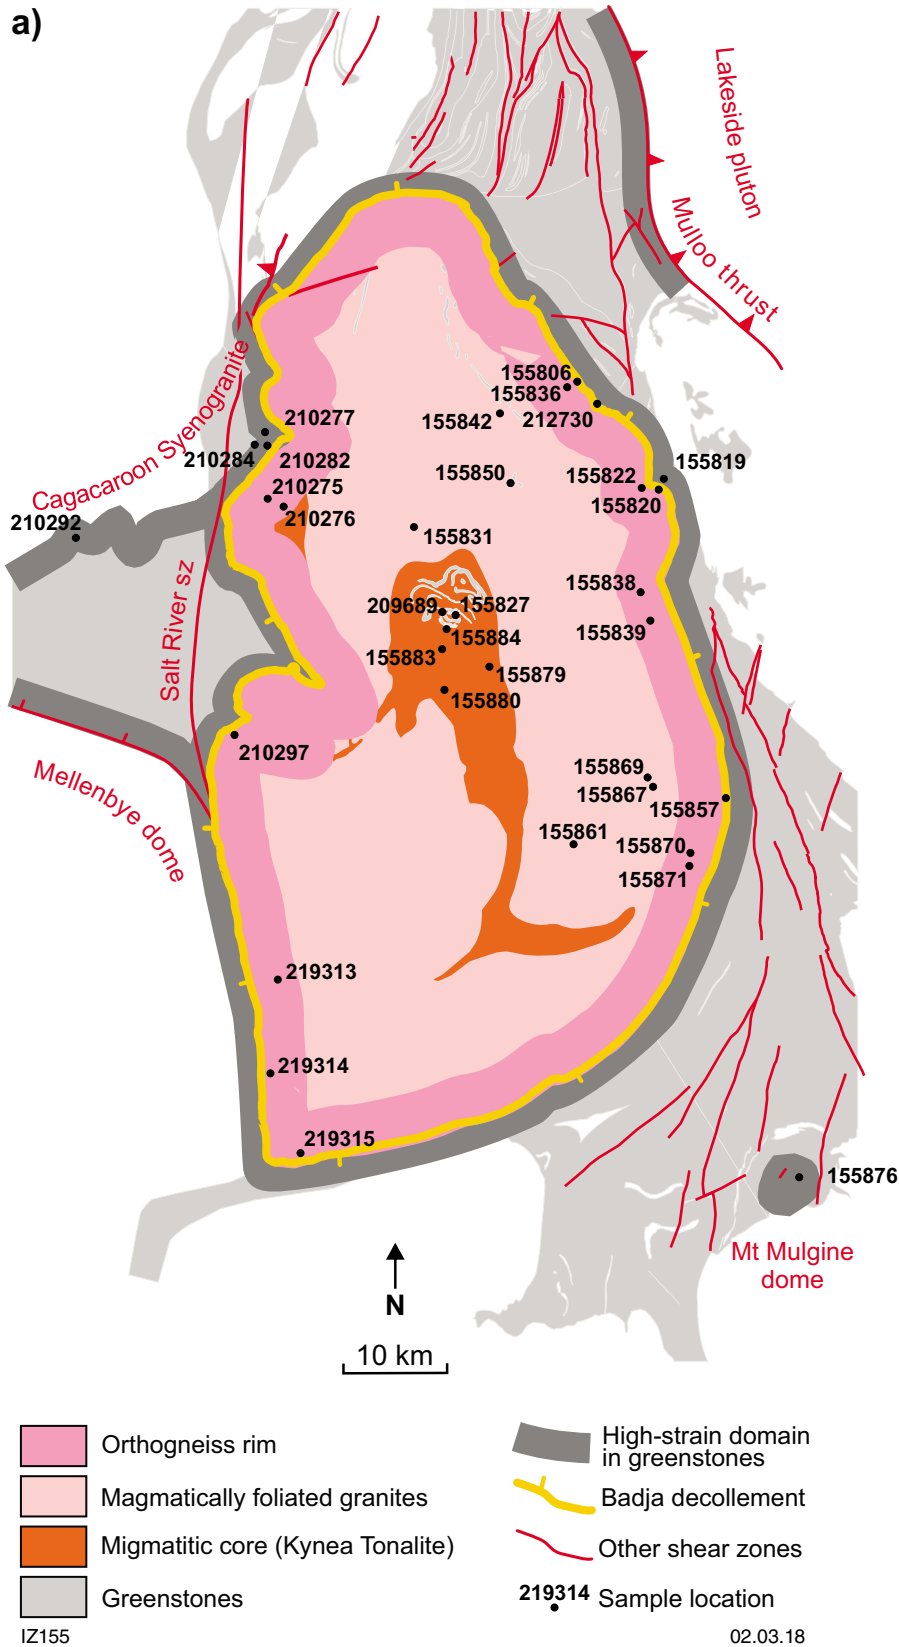 a)
Lakeside pluton
Mulloo thrust
Cagacaroon Syenogranite
155806
155836
155842
212730
210277
210284
210282
155850
155822
155819
155820
210275
210276
210292
155831
155838
209689
155827
155839
155884
155883
155879
155880
Salt River sz
210297
Mellenbye dome
155869
155867
155857
155861
155870
155871
219313
219314
219315
155876
Mt Mulgine
dome
N
10 km
Orthogneiss rim
Magmatically foliated granites
Migmatitic core (Kynea Tonalite)
Greenstones
High-strain domain
in greenstones
Badja decollement
Other shear zones
219314
Sample location
IZ155
02.03.18